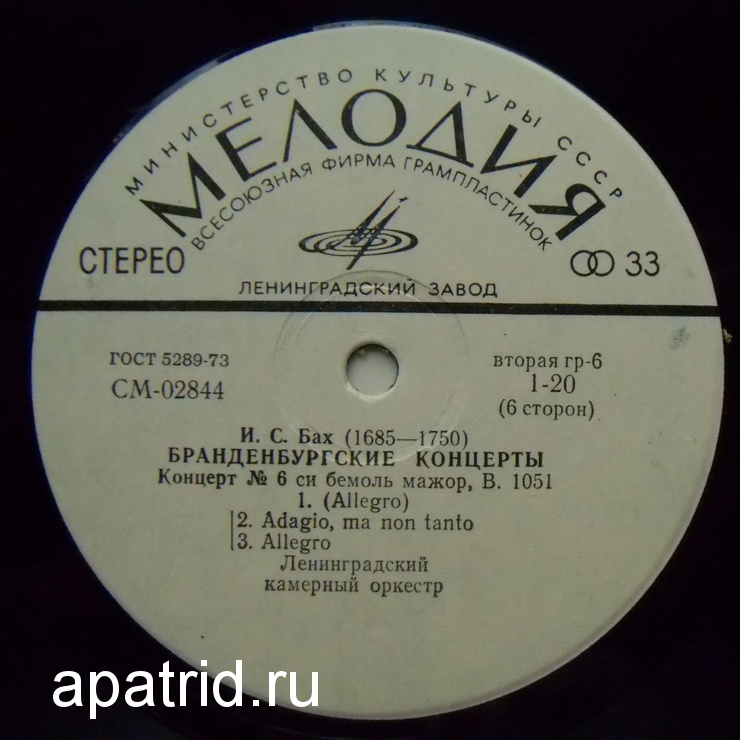 МИНИСТЕРСТВО КУЛЬТУРЫ СССР
МЕЛОДИЯ
ВСЕСОЮЗНАЯ ФИРМА ГРАМПЛАСТИНОК
СТЕРЕО
33
ЛЕНИНГРАДСКИЙ ЗАВОД
ГОСТ 5289-73
вторая гр-6
СМ-02844
1-20
(6 сторон)
И. С. Бах (1685—1750)
БРАНДЕНБУРГСКИЕ КОНЦЕРТЫ
Концерт № 6 си бемоль мажор, В. 1051
1. (Allegro)
2. Adagio, ma non tanto
3. Allegro
Ленинградский
камерный оркестр
apatrid.ru